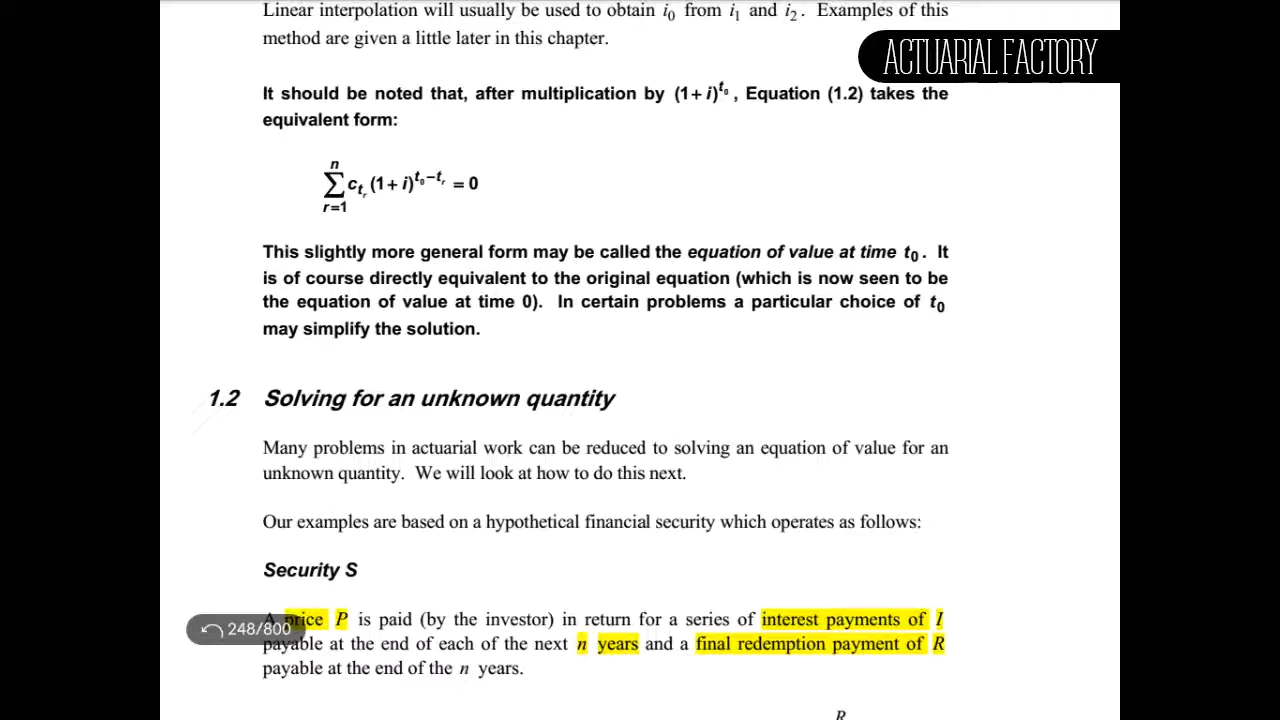 Linear interpolation will usually be used to obtain i₀ from i₁ and i₂. Examples of this
method are given a little later in this chapter.
ACTUARIAL FACTORY
It should be noted that, after multiplication by (1+i)^t₀, Equation (1.2) takes the
equivalent form:
n
∑ c_tᵣ (1+i)^(t₀−tᵣ) = 0
r=1
This slightly more general form may be called the equation of value at time t₀. It
is of course directly equivalent to the original equation (which is now seen to be
the equation of value at time 0). In certain problems a particular choice of t₀
may simplify the solution.
1.2 Solving for an unknown quantity
Many problems in actuarial work can be reduced to solving an equation of value for an
unknown quantity. We will look at how to do this next.
Our examples are based on a hypothetical financial security which operates as follows:
Security S
A price P is paid (by the investor) in return for a series of interest payments of I
248/800
payable at the end of each of the next n years and a final redemption payment of R
payable at the end of the n years.
R